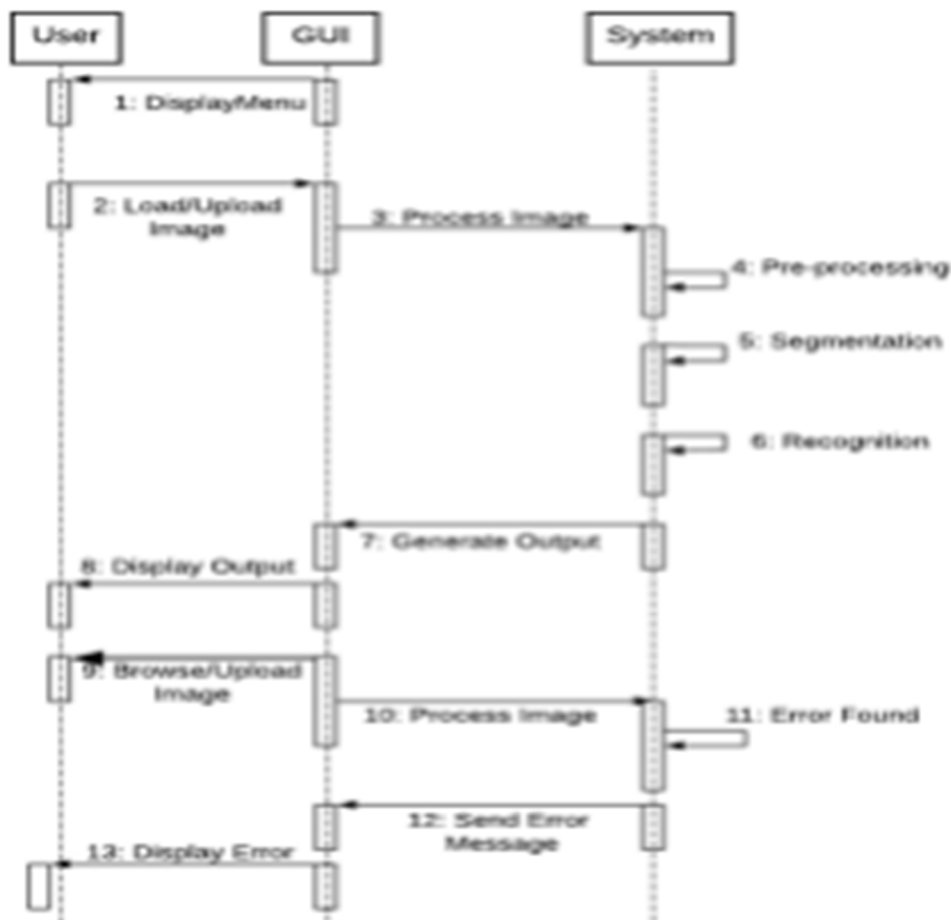 User
GUI
System
1: DisplayMenu
2: Load/Upload
Image
3: Process Image
4: Pre-processing
5: Segmentation
6: Recognition
7: Generate Output
8: Display Output
9: Browse/Upload
Image
10: Process Image
11: Error Found
12: Send Error
Message
13: Display Error